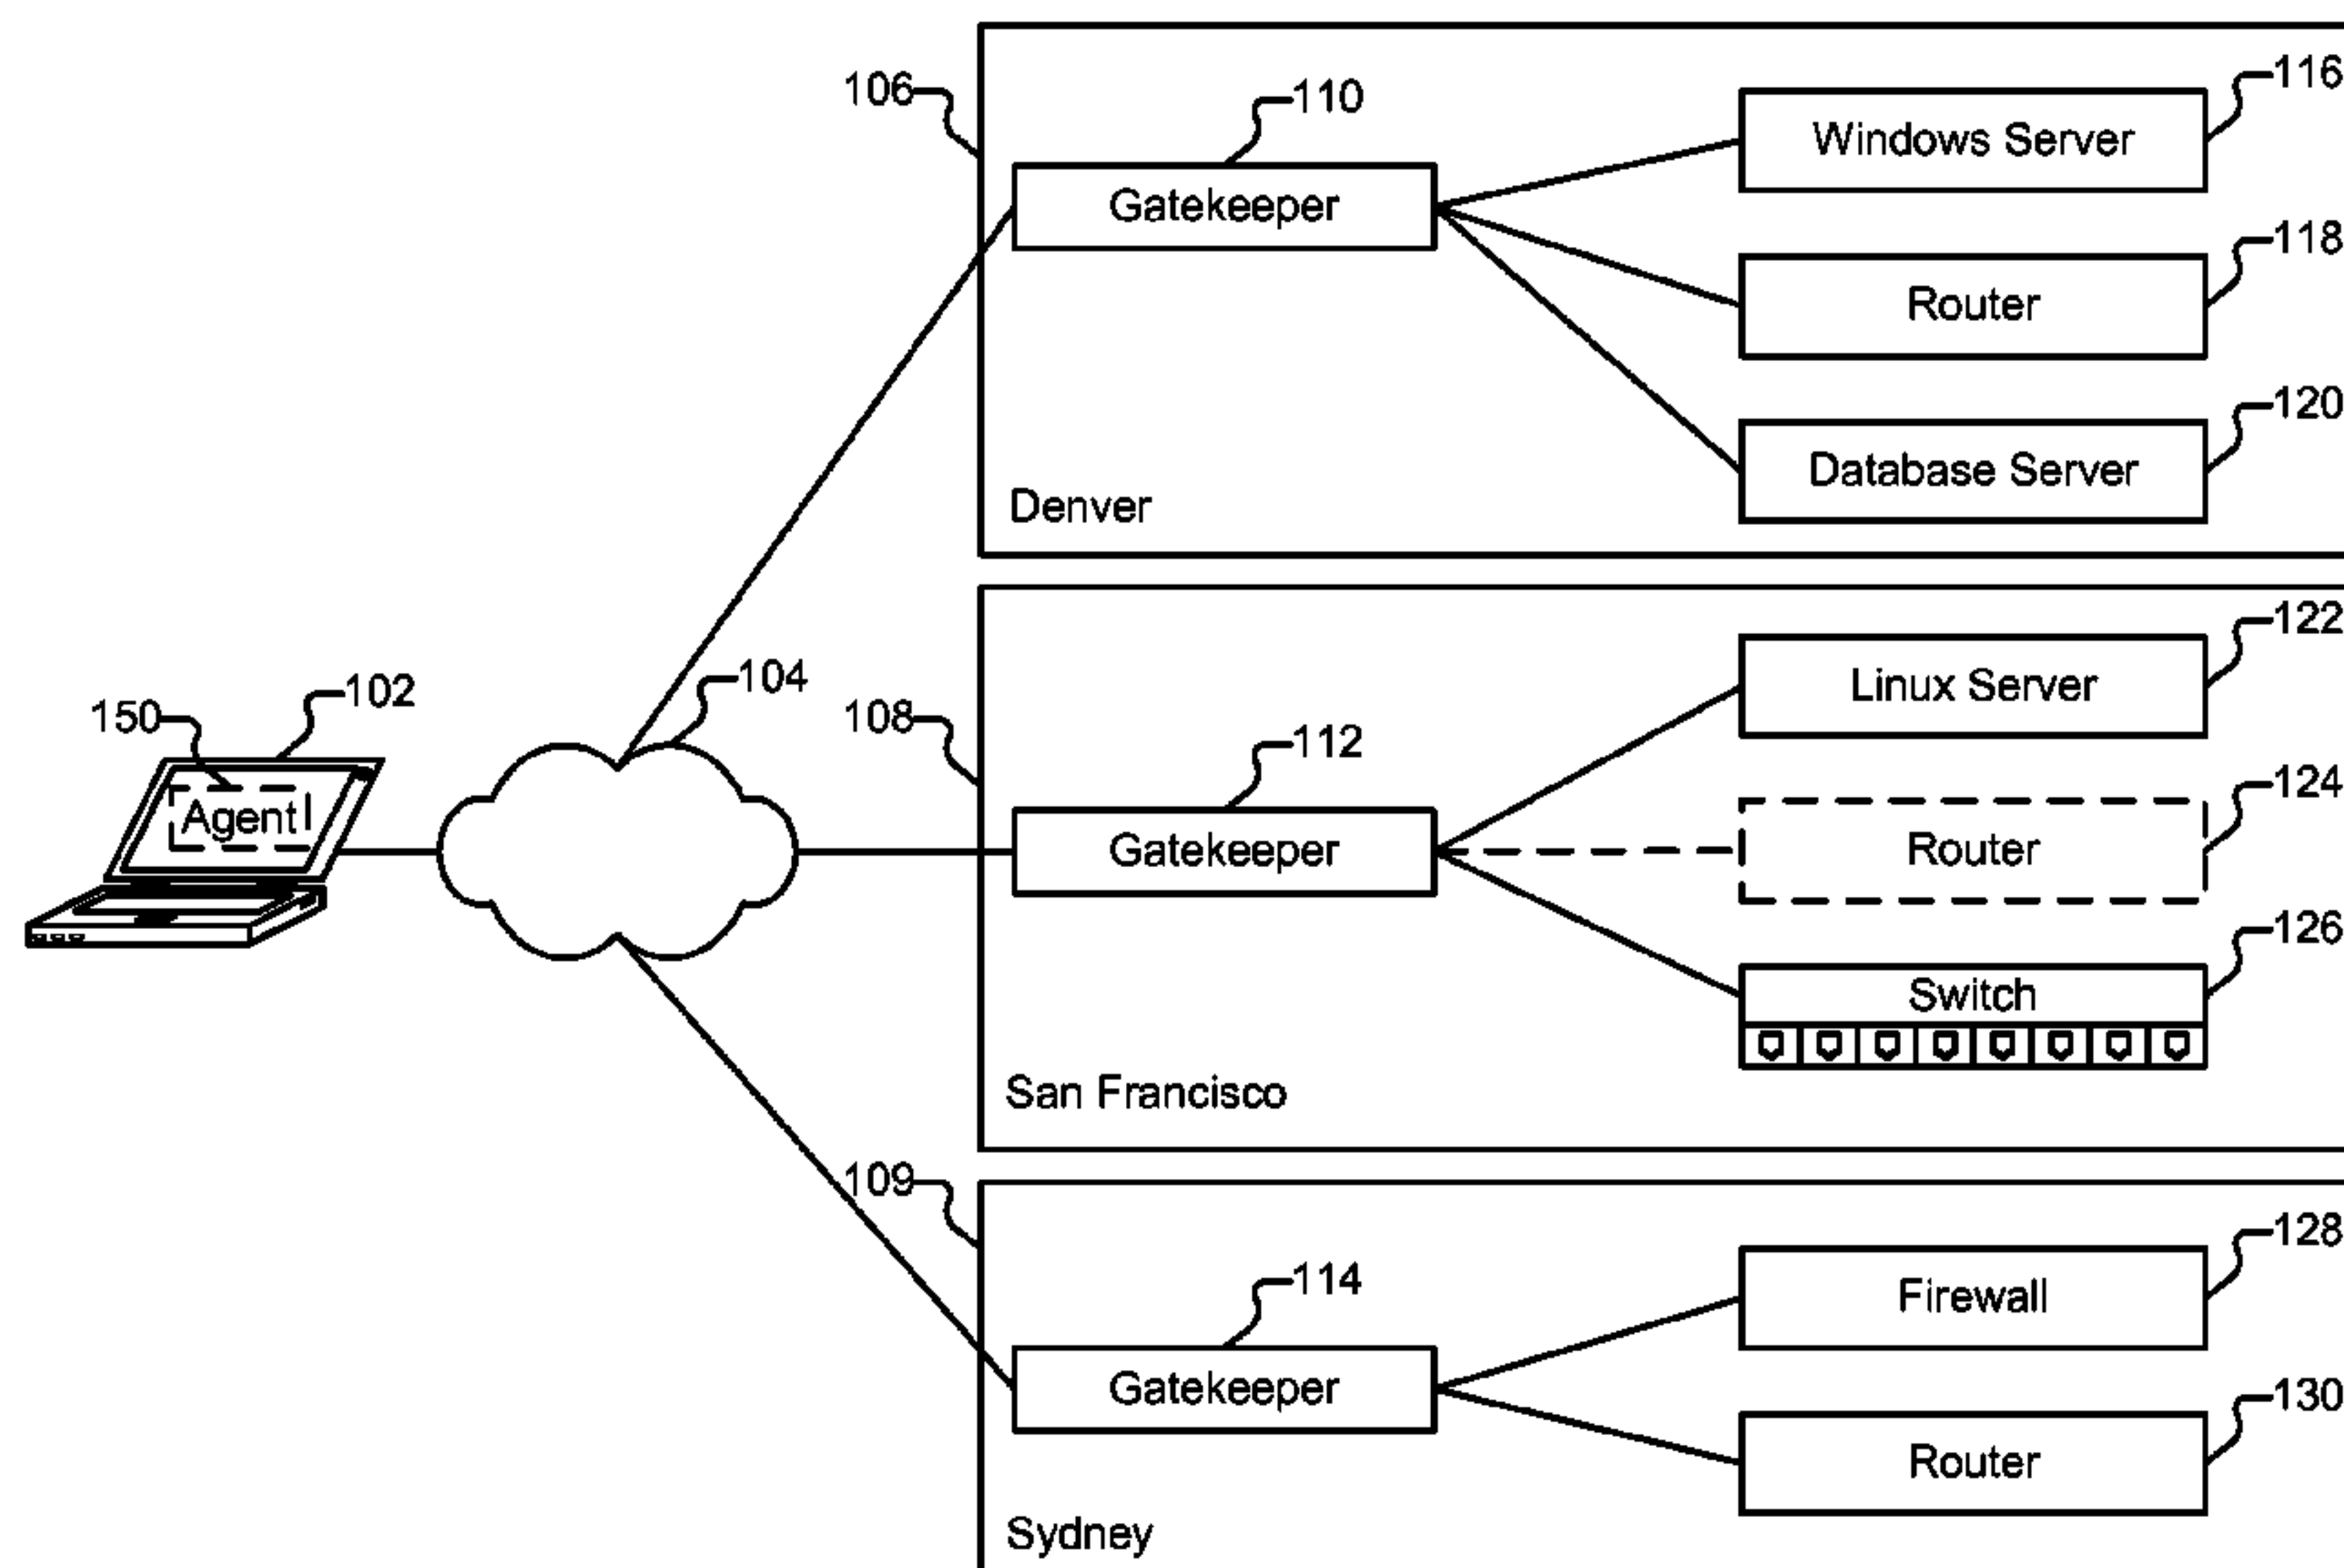 106
110
116
Windows Server
Gatekeeper
118
Router
120
Database Server
Denver
122
Linux Server
150
102
104
108
112
124
Agent
Gatekeeper
Router
126
Switch
San Francisco
109
114
128
Firewall
Gatekeeper
130
Router
Sydney